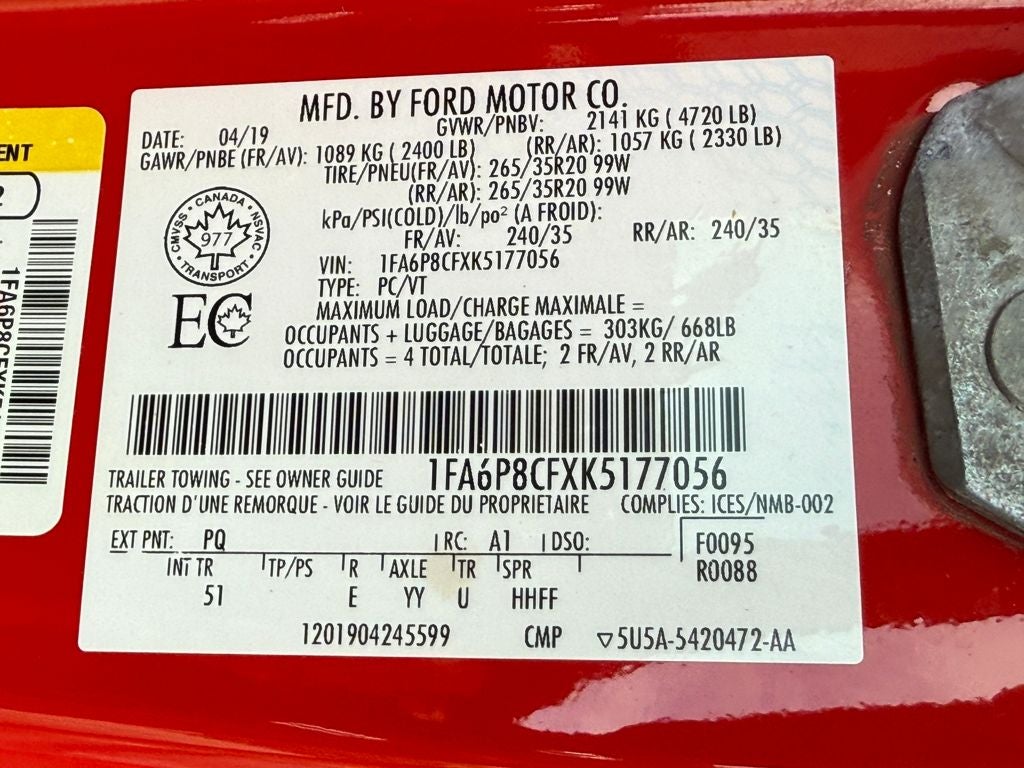 ENT
2
1FA6P8CFXK5
MFD. BY FORD MOTOR CO.
DATE: 04/19 GVWR/PNBV: 2141 KG ( 4720 LB)
GAWR/PNBE (FR/AV): 1089 KG ( 2400 LB) (RR/AR): 1057 KG ( 2330 LB)
TIRE/PNEU(FR/AV): 265/35R20 99W
(RR/AR): 265/35R20 99W
kPa/PSI(COLD)/lb/po² (A FROID):
FR/AV: 240/35 RR/AR: 240/35
CMVSS • CANADA • NSVAC • TRANSPORT •
977
VIN: 1FA6P8CFXK5177056
TYPE: PC/VT
EC
MAXIMUM LOAD/CHARGE MAXIMALE =
OCCUPANTS + LUGGAGE/BAGAGES = 303KG/ 668LB
OCCUPANTS = 4 TOTAL/TOTALE; 2 FR/AV, 2 RR/AR
TRAILER TOWING - SEE OWNER GUIDE 1FA6P8CFXK5177056
TRACTION D'UNE REMORQUE - VOIR LE GUIDE DU PROPRIETAIRE COMPLIES: ICES/NMB-002
EXT PNT: PQ RC: A1 DSO: F0095
INT TR TP/PS R AXLE TR SPR R0088
51 E YY U HHFF
1201904245599 CMP ▽5U5A-5420472-AA